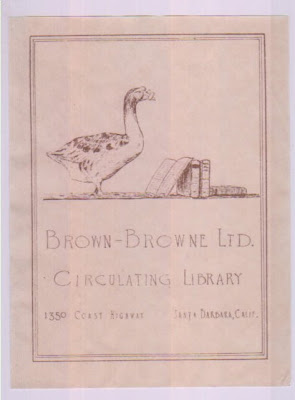 BROWN-BROWNE LTD.
CIRCULATING LIBRARY
1350 COAST HIGHWAY SANTA BARBARA, CALIF.